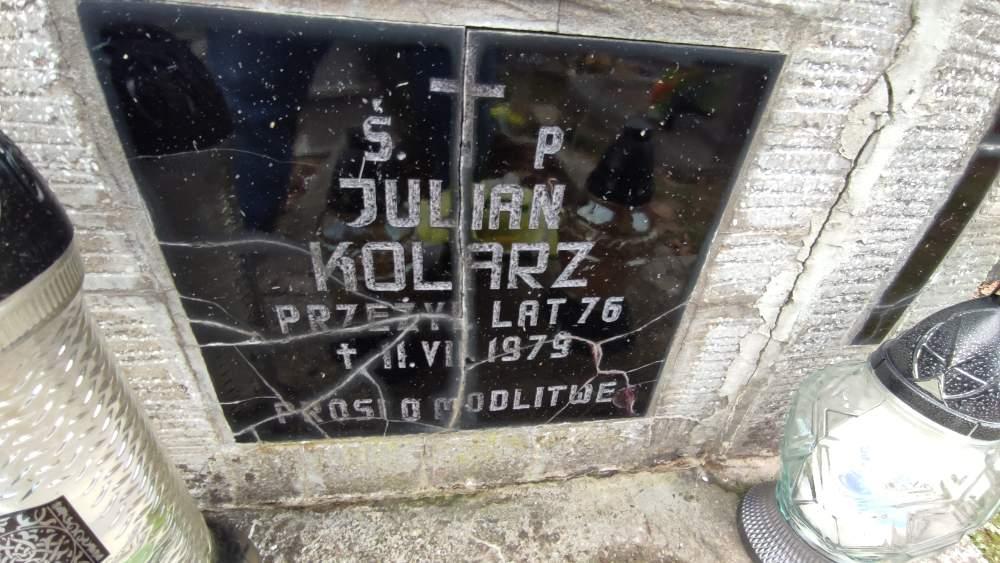 Ś. P
JULIAN
KOLARZ
PRZEŻYŁ LAT 76
† 11.VI 1979
PROSI O MODLITWE